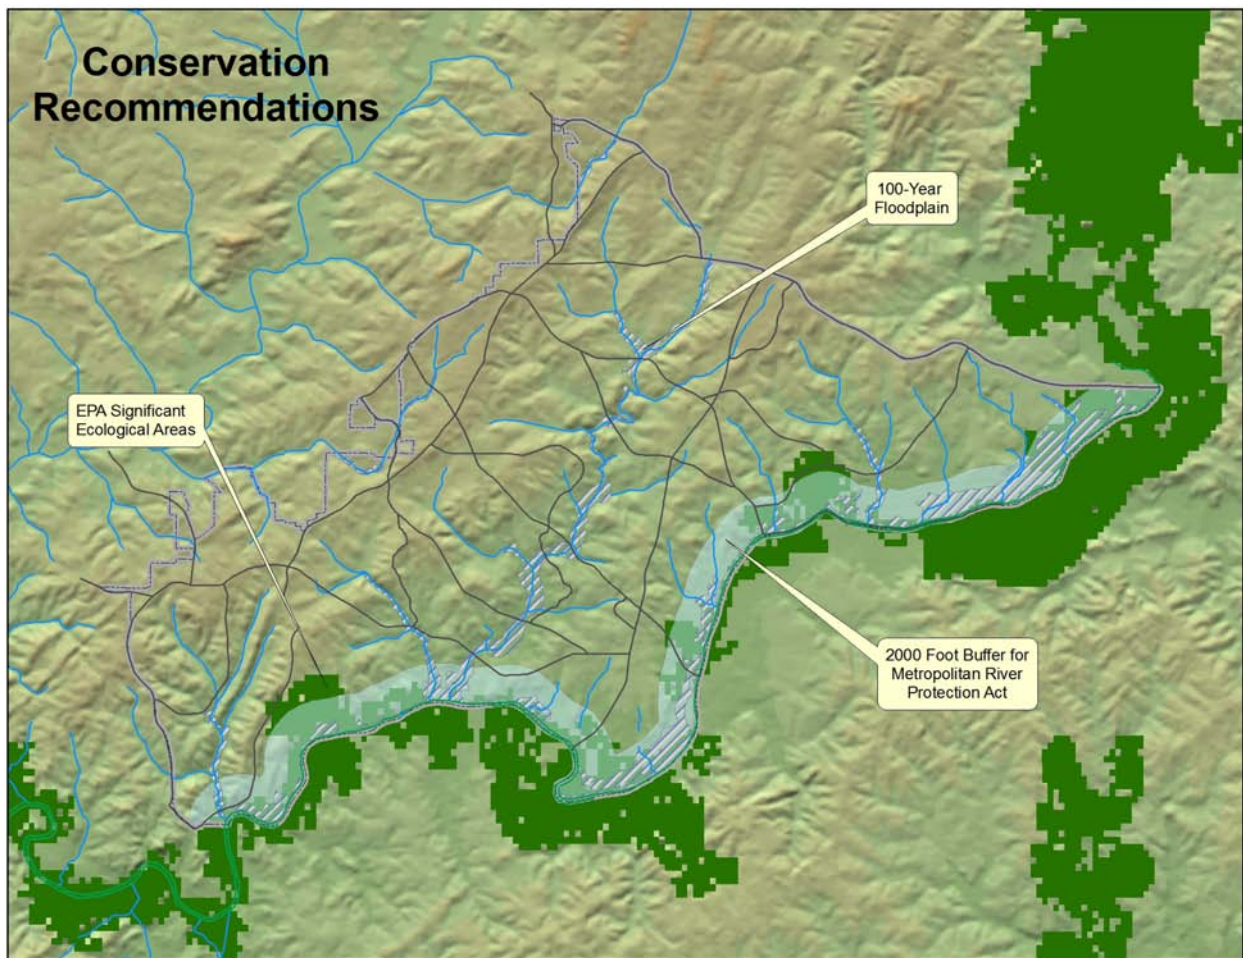 Conservation
Recommendations
100-Year
Floodplain
EPA Significant
Ecological Areas
2000 Foot Buffer for
Metropolitan River
Protection Act